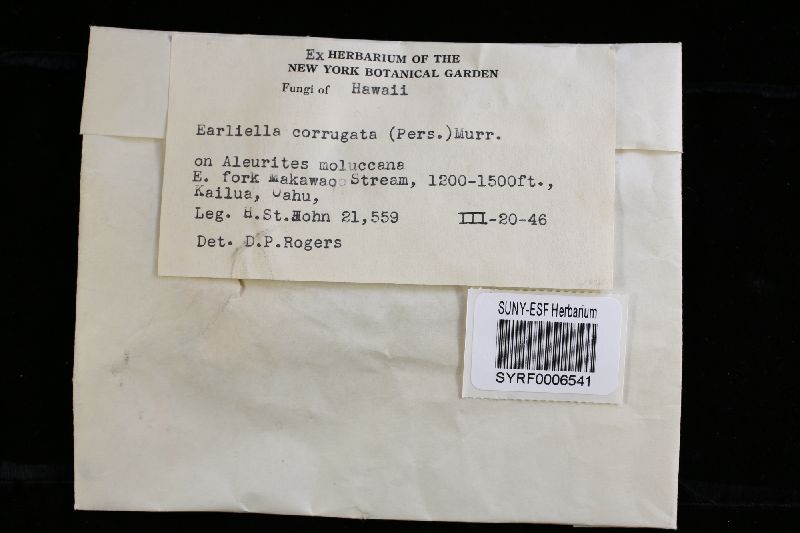 Ex HERBARIUM OF THE
NEW YORK BOTANICAL GARDEN
Fungi of Hawaii
Earliella corrugata (Pers.)Murr.
on Aleurites moluccana
E. fork Makawao Stream, 1200-1500ft.,
Kailua, Oahu,
Leg. H.St.John 21,559 III-20-46
Det. D.P.Rogers
SUNY-ESF Herbarium
SYRF0006541